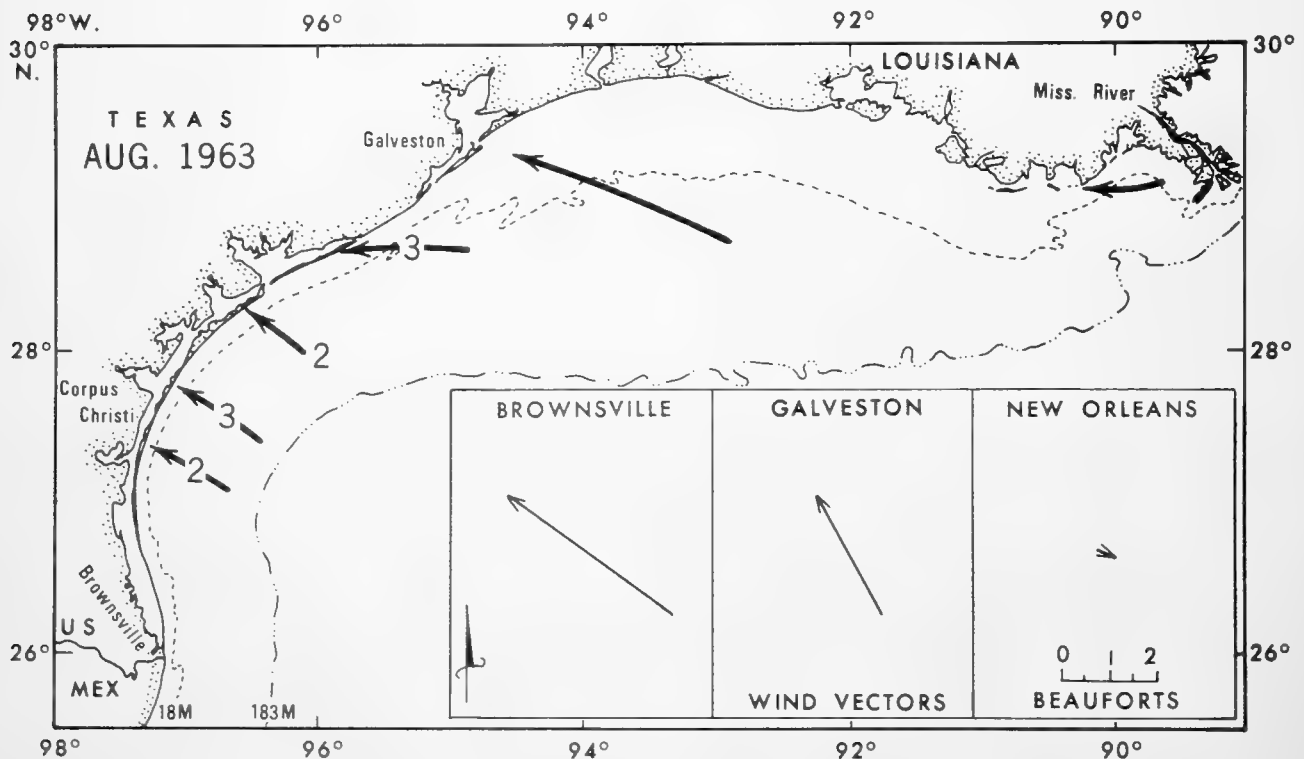 98° W. 96° 94° 92° 90°
30° N. 30°
LOUISIANA
Miss. River
TEXAS
AUG. 1963
Galveston
3
28° 28°
2
Corpus Christi
3
2
BROWNSVILLE GALVESTON NEW ORLEANS
Brownsville
US
26° 26°
MEX
0 1 2
WIND VECTORS BEAUFORTS
18M 183M
98° 96° 94° 92° 90°